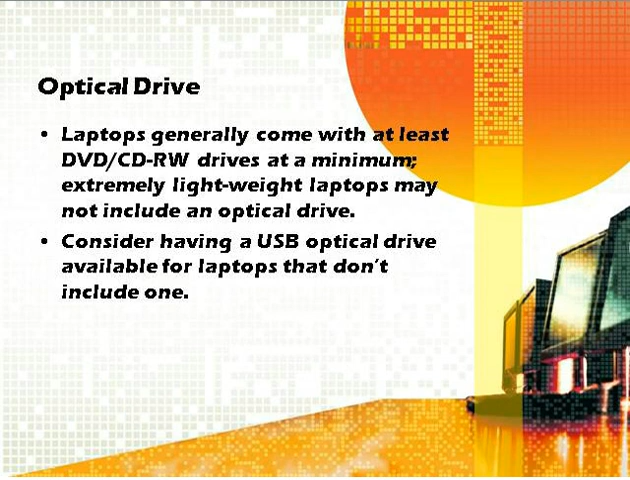 Optical Drive
• Laptops generally come with at least
DVD/CD-RW drives at a minimum;
extremely light-weight laptops may
not include an optical drive.
• Consider having a USB optical drive
available for laptops that don't
include one.